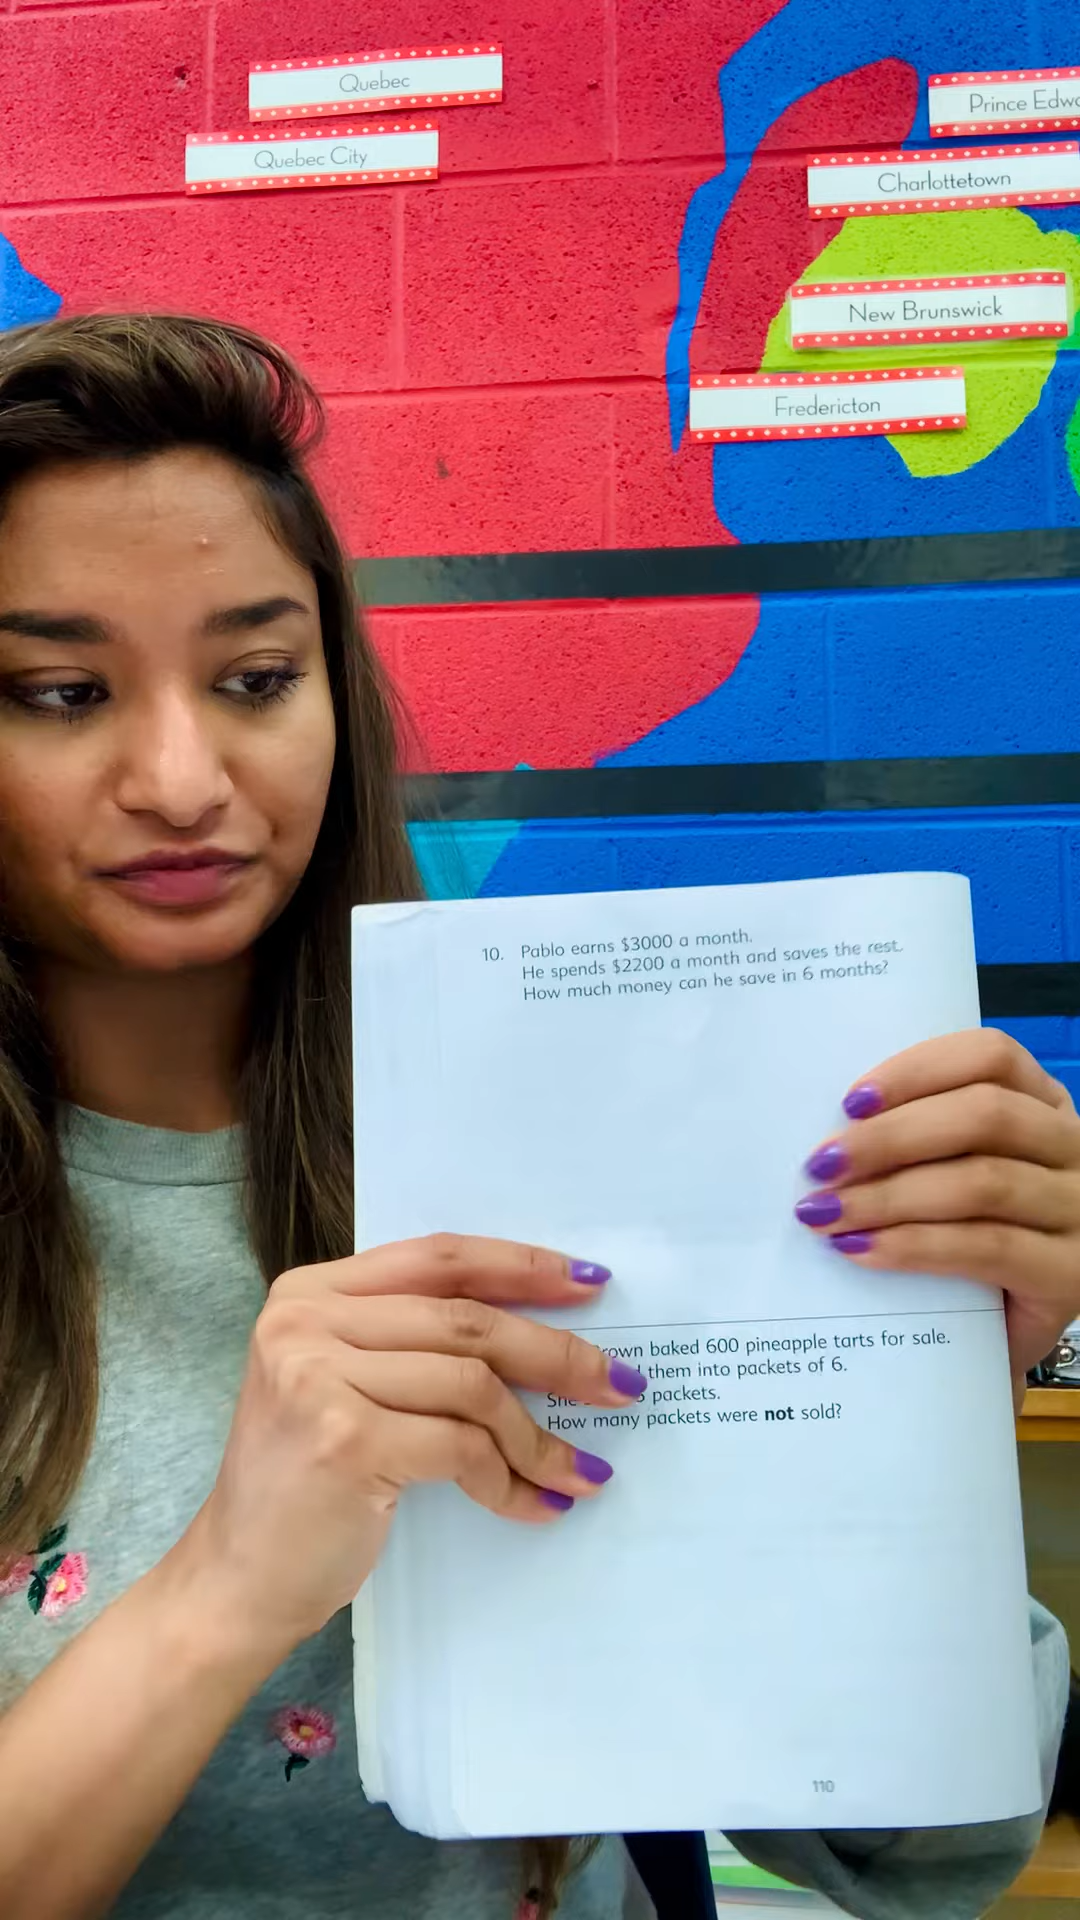 Quebec
Quebec City
Prince Edw
Charlottetown
New Brunswick
Fredericton
10. Pablo earns $3000 a month.
He spends $2200 a month and saves the rest.
How much money can he save in 6 months?
baked 600 pineapple tarts for sale.
them into packets of 6.
She packets.
How many packets were not sold?
110